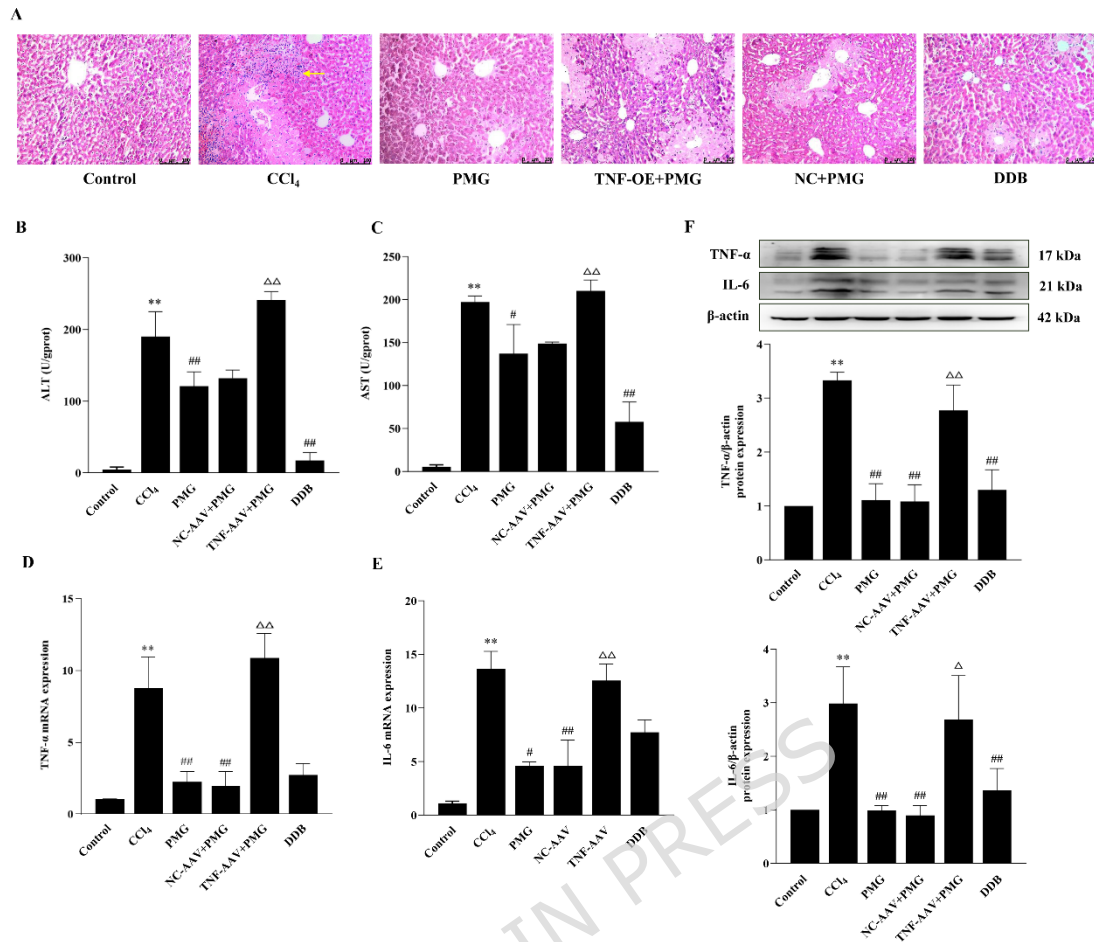 A
Control
CCl₄
PMG
TNF-OE+PMG
NC+PMG
DDB
B
ALT (U/gprot)
300
200
100
0
**
##
△△
##
Control
CCl₄
PMG
NC-AAV+PMG
TNF-AAV+PMG
DDB
C
AST (U/gprot)
250
200
150
100
50
0
**
#
△△
##
Control
CCl₄
PMG
NC-AAV+PMG
TNF-AAV+PMG
DDB
D
TNF-α mRNA expression
15
10
5
0
**
##
##
△△
Control
CCl₄
PMG
NC-AAV+PMG
TNF-AAV+PMG
DDB
E
IL-6 mRNA expression
20
15
10
5
0
**
#
##
△△
Control
CCl₄
PMG
NC-AAV
TNF-AAV
DDB
F
TNF-α
17 kDa
IL-6
21 kDa
β-actin
42 kDa
TNF-α/β-actin
protein expression
4
3
2
1
0
**
##
##
△△
##
Control
CCl₄
PMG
NC-AAV+PMG
TNF-AAV+PMG
DDB
IL-6/β-actin
protein expression
4
3
2
1
0
**
##
##
△
##
Control
CCl₄
PMG
NC-AAV+PMG
TNF-AAV+PMG
DDB
IN PRESS